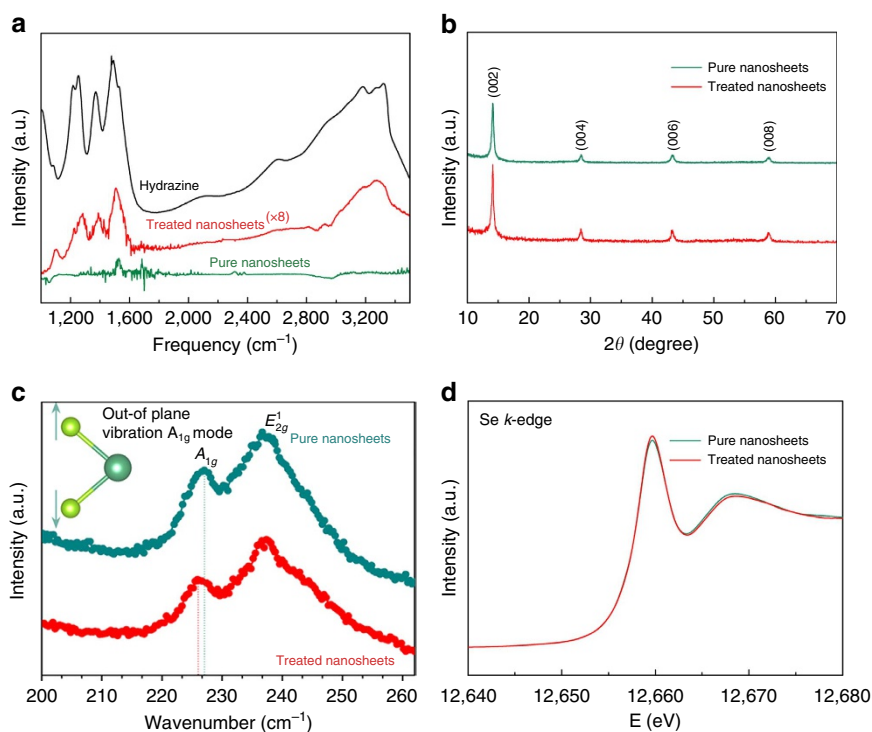 a
Intensity (a.u.)
Hydrazine
Treated nanosheets (×8)
Pure nanosheets
1,200 1,600 2,000 2,400 2,800 3,200
Frequency (cm⁻¹)
b
Intensity (a.u.)
(002)
(004)
(006)
(008)
Pure nanosheets
Treated nanosheets
10 20 30 40 50 60 70
2θ (degree)
c
Intensity (a.u.)
Out-of plane
vibration A₁g mode
A₁g
E¹₂g
Pure nanosheets
Treated nanosheets
200 210 220 230 240 250 260
Wavenumber (cm⁻¹)
d
Intensity (a.u.)
Se k-edge
Pure nanosheets
Treated nanosheets
12,640 12,650 12,660 12,670 12,680
E (eV)